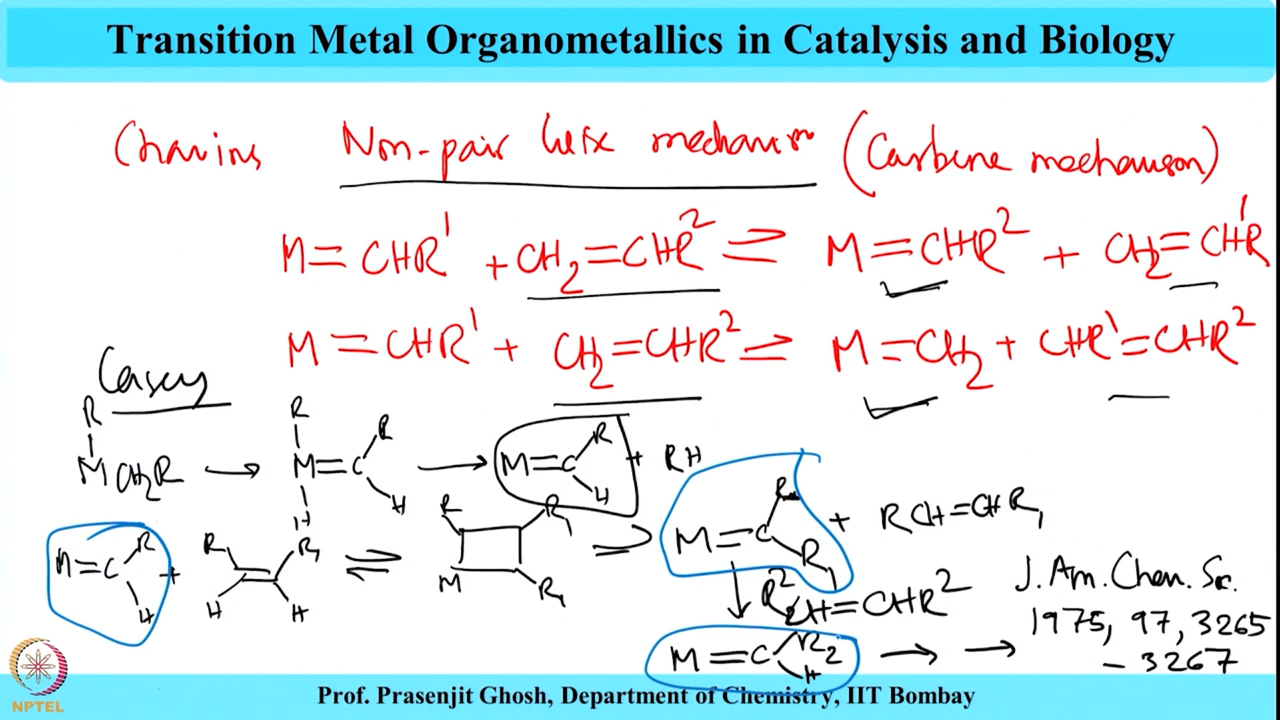 Transition Metal Organometallics in Catalysis and Biology
Chavins Non-pair wise mechanism (Carbene mechanism)
M=CHR¹ + CH₂=CHR² ⇌ M=CHR² + CH₂=CHR¹
M=CHR¹ + CH₂=CHR² ⇌ M=CH₂ + CHR¹=CHR²
Casey
R
M CH₂R → R M=C R H H → M=C R H + RH
M=C R H + R R₁ H H ⇌ R R₁ M R₁ ⇌ M=C R R₁ + RCH=CHR₁
R²CH=CHR²
M=C R₂ H → →
J. Am. Chem. Soc.
1975, 97, 3265
- 3267
NPTEL
Prof. Prasenjit Ghosh, Department of Chemistry, IIT Bombay